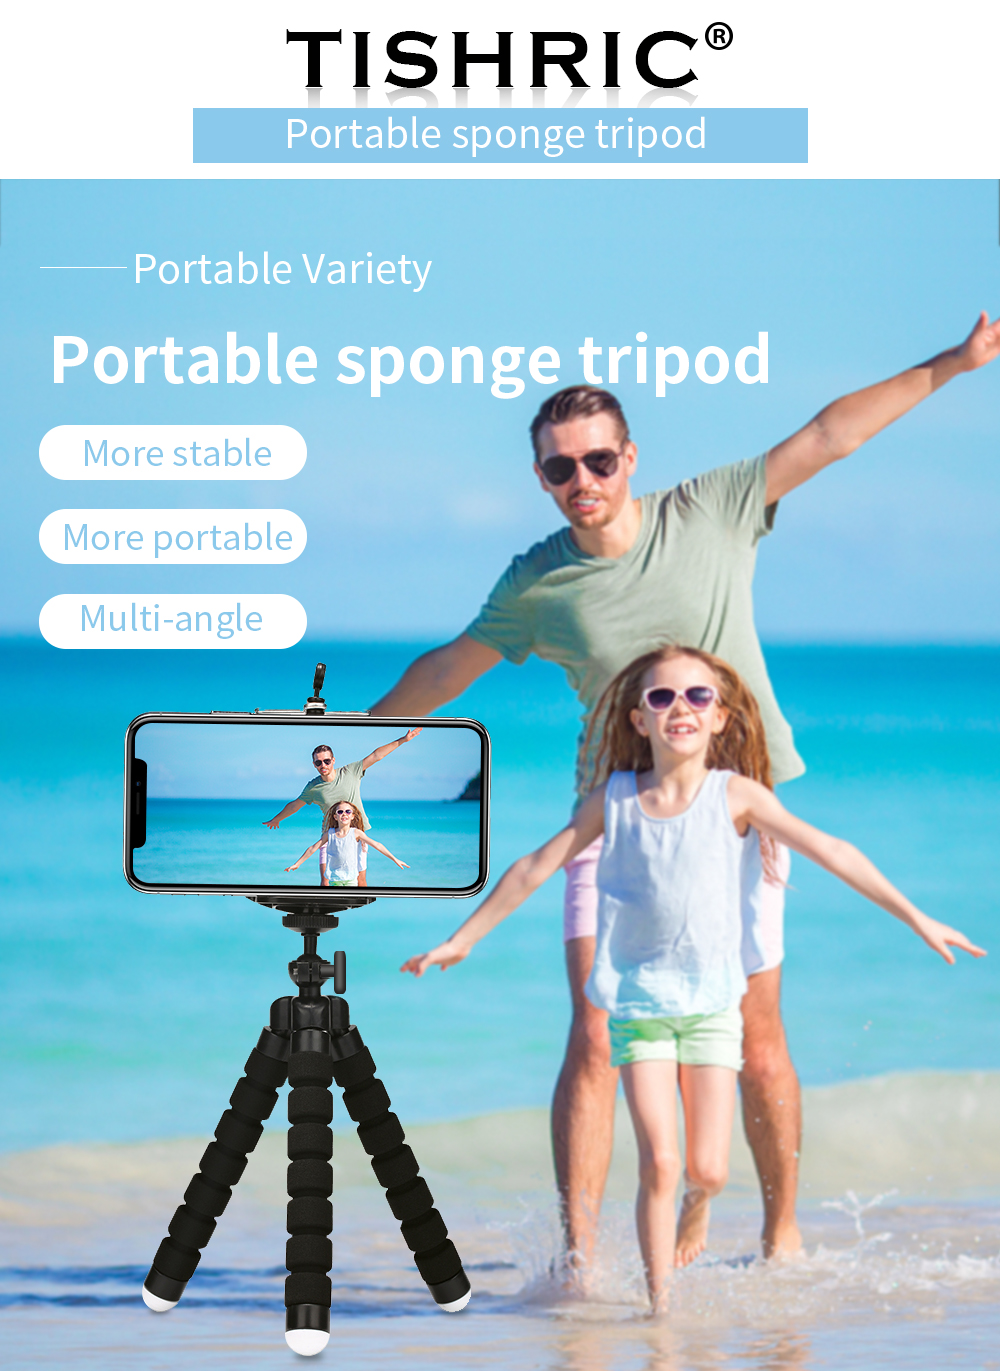 TISHRIC®
Portable sponge tripod
Portable Variety
Portable sponge tripod
More stable
More portable
Multi-angle